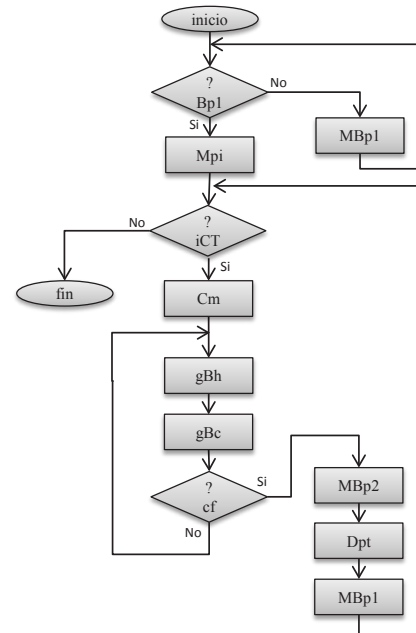 inicio
?
Bp1
No
Si
MBp1
Mpi
No
?
iCT
Si
fin
Cm
gBh
gBc
?
cf
Si
No
MBp2
Dpt
MBp1